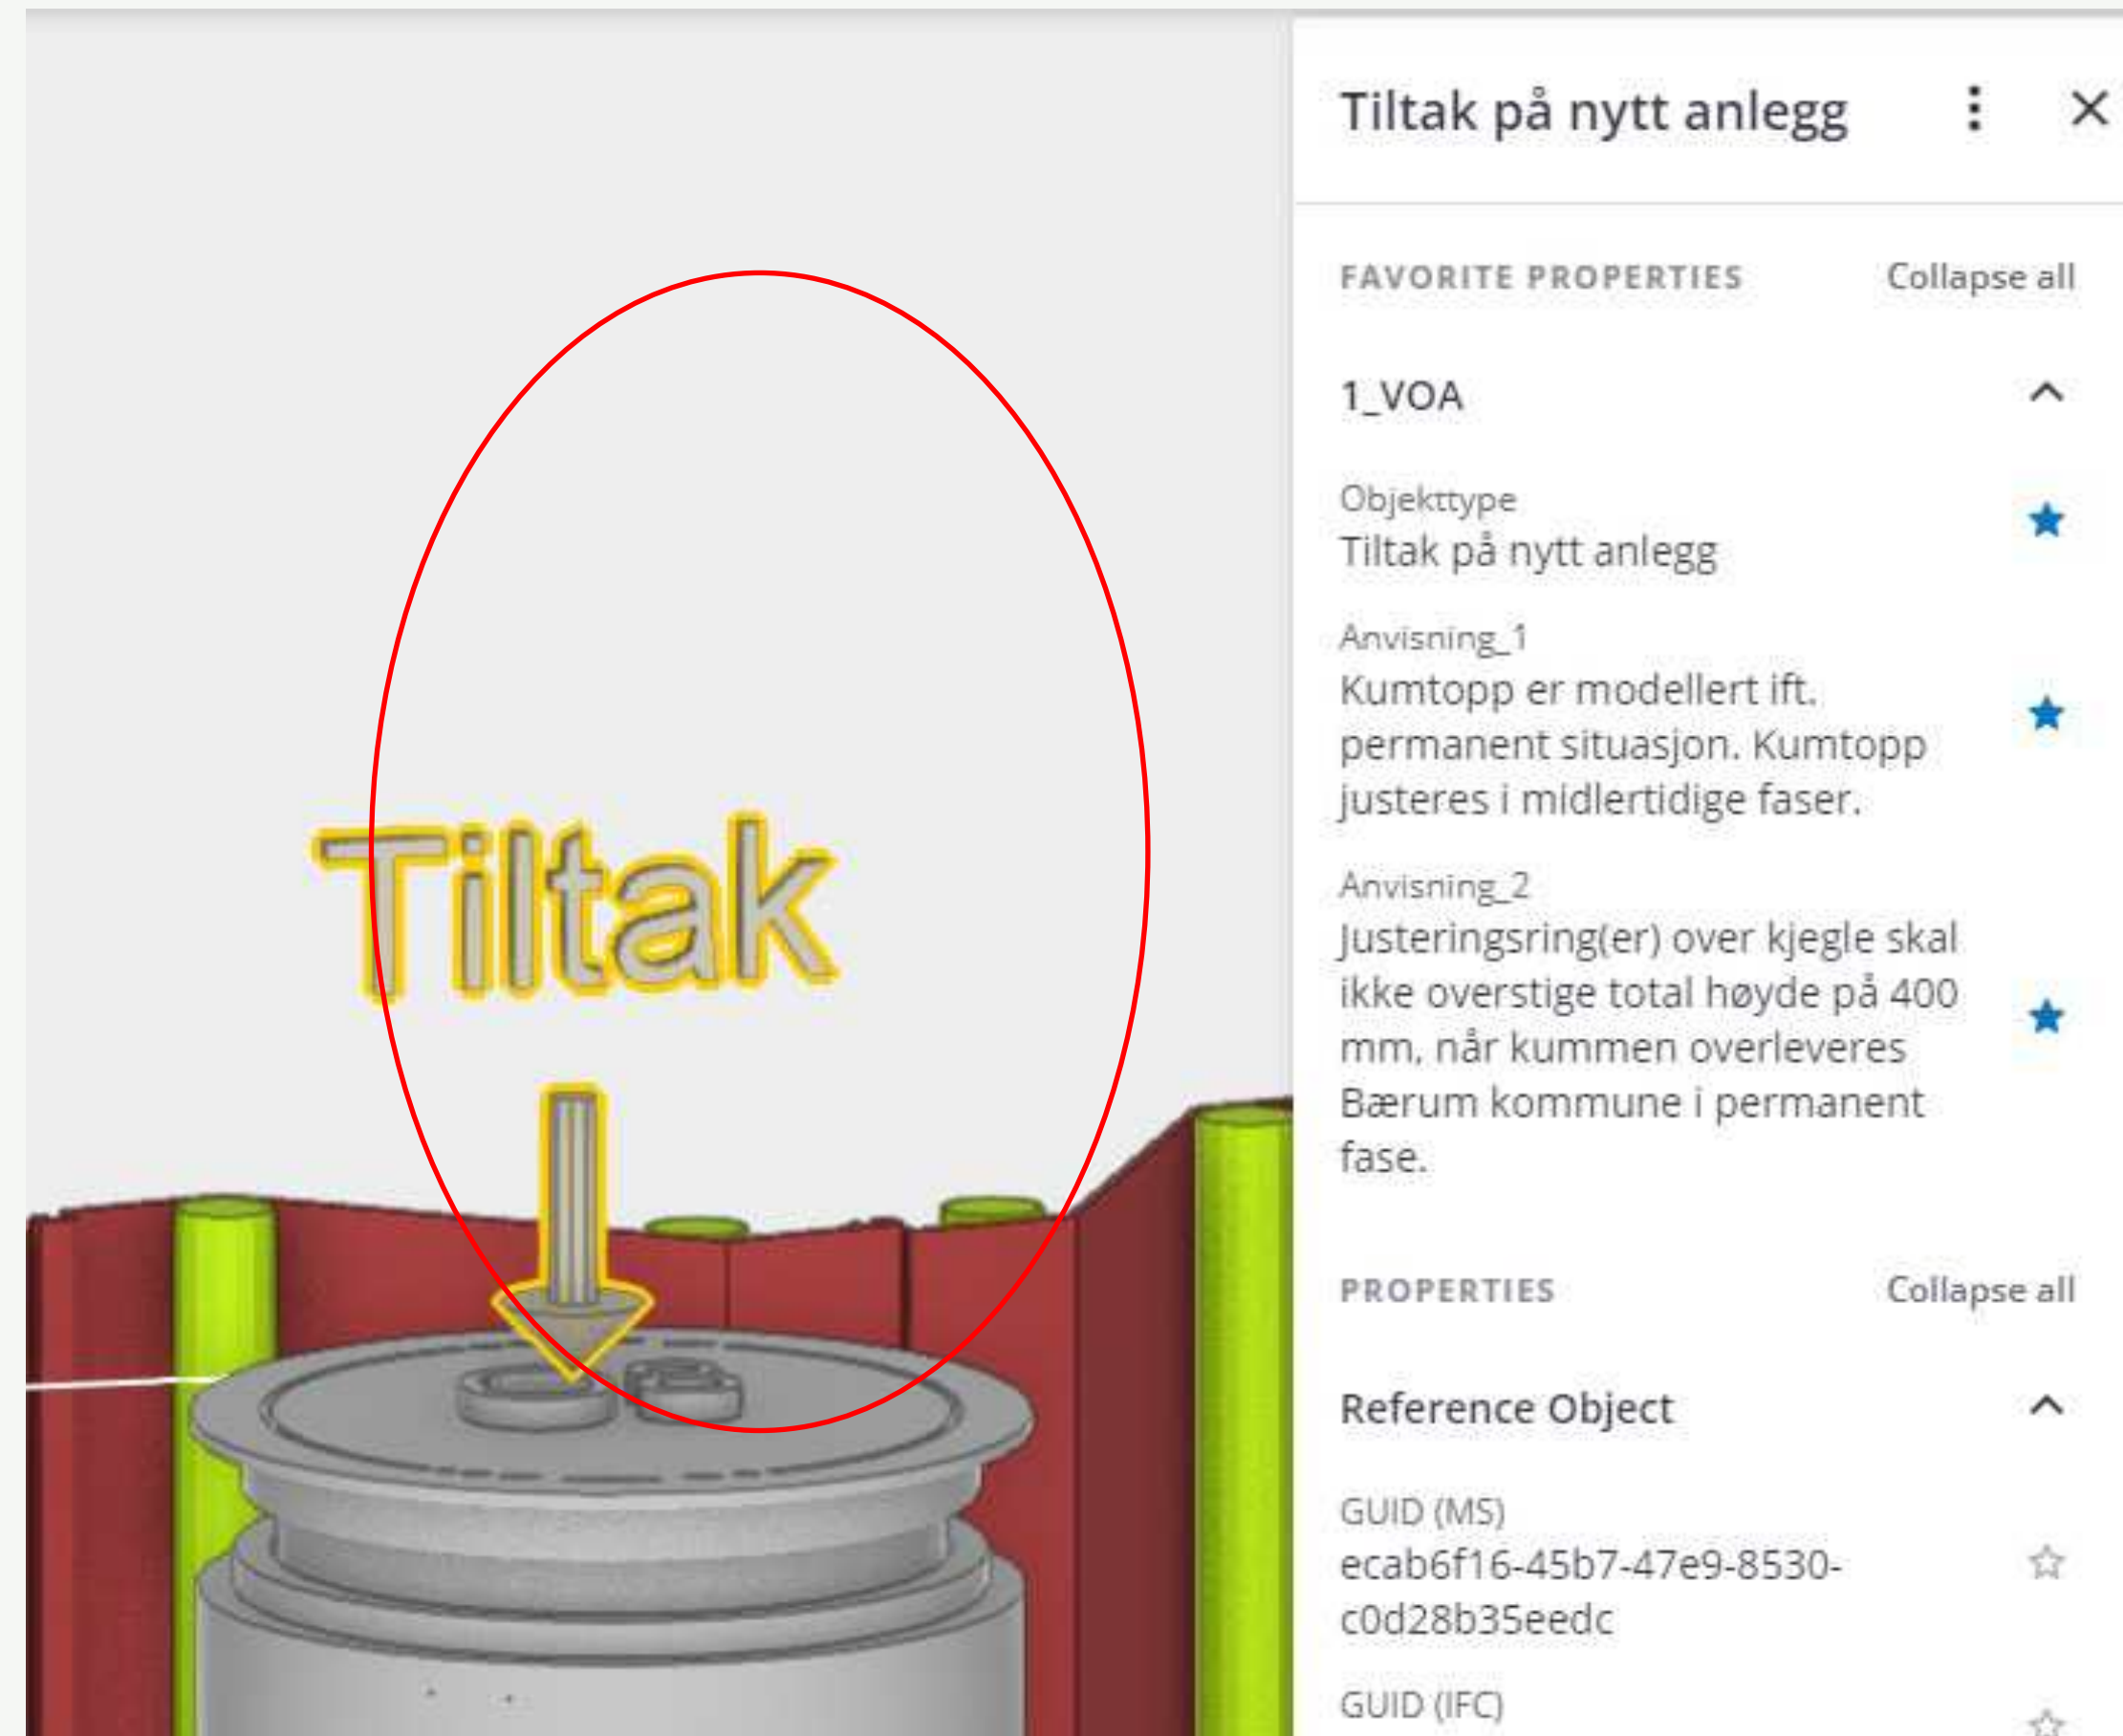 Tiltak på nytt anlegg
FAVORITE PROPERTIES Collapse all
1_VOA
Objekttype
Tiltak på nytt anlegg
Anvisning_1
Kumtopp er modellert ift.
permanent situasjon. Kumtopp
justeres i midlertidige faser.
Anvisning_2
Justeringsring(er) over kjegle skal
ikke overstige total høyde på 400
mm, når kummen overleveres
Bærum kommune i permanent
fase.
PROPERTIES Collapse all
Reference Object
GUID (MS)
ecab6f16-45b7-47e9-8530-
c0d28b35eedc
GUID (IFC)
Tiltak